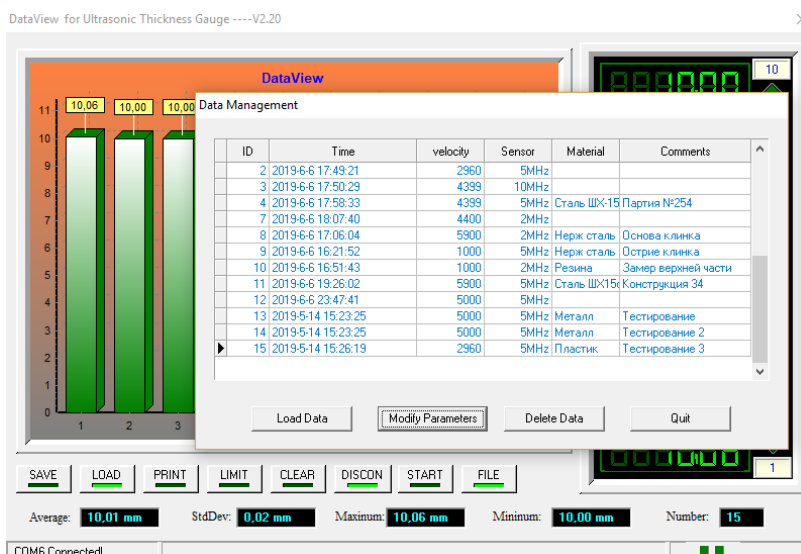 DataView for Ultrasonic Thickness Gauge ----V2.20
DataView
10
10.00
11
10
9
8
7
6
5
4
3
2
1
0
10,06
10,00
10,00
1
2
3
Data Management
ID Time velocity Sensor Material Comments
2 2019-6-6 17:49:21 2960 5MHz
3 2019-6-6 17:50:29 4399 10MHz
4 2019-6-6 17:58:33 4399 5MHz Сталь ШХ-15 Партия №254
7 2019-6-6 18:07:40 4400 2MHz
8 2019-6-6 17:06:04 5900 2MHz Нерж сталь Основа клинка
9 2019-6-6 16:21:52 1000 5MHz Нерж сталь Острие клинка
10 2019-6-6 16:51:43 1000 2MHz Резина Замер верхней части
11 2019-6-6 19:26:02 5900 5MHz Сталь ШХ15 Конструкция 34
12 2019-6-6 23:47:41 5000 5MHz
13 2019-5-14 15:23:25 5000 5MHz Металл Тестирование
14 2019-5-14 15:23:25 5000 5MHz Металл Тестирование 2
15 2019-5-14 15:26:19 2960 5MHz Пластик Тестирование 3
Load Data Modify Parameters Delete Data Quit
1
SAVE LOAD PRINT LIMIT CLEAR DISCON START FILE
Average: 10,01 mm StdDev: 0,02 mm Maxinum: 10,06 mm Mininum: 10,00 mm Number: 15
COM6 Connected!